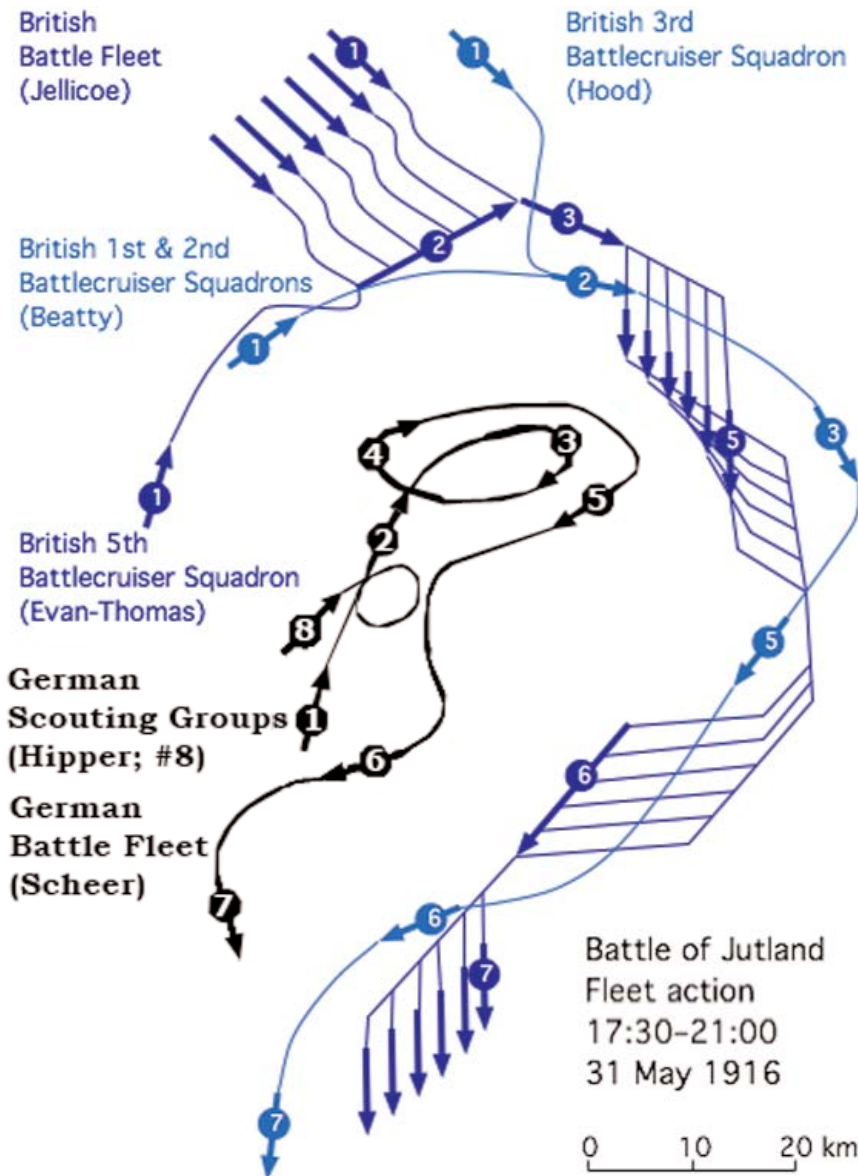 British
Battle Fleet
(Jellicoe)
1
1
British 3rd
Battlecruiser Squadron
(Hood)
2
3
British 1st & 2nd
Battlecruiser Squadrons
(Beatty)
2
1
3
4
3
5
1
5
2
British 5th
Battlecruiser Squadron
(Evan-Thomas)
8
5
German
Scouting Groups
(Hipper; #8)
1
6
6
German
Battle Fleet
(Scheer)
7
6
7
Battle of Jutland
Fleet action
17:30–21:00
31 May 1916
7
0 10 20 km